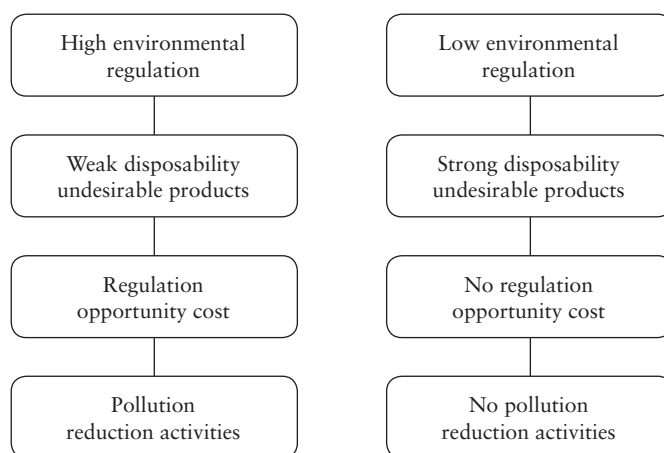 High environmental
regulation
Low environmental
regulation
Weak disposability
undesirable products
Strong disposability
undesirable products
Regulation
opportunity cost
No regulation
opportunity cost
Pollution
reduction activities
No pollution
reduction activities